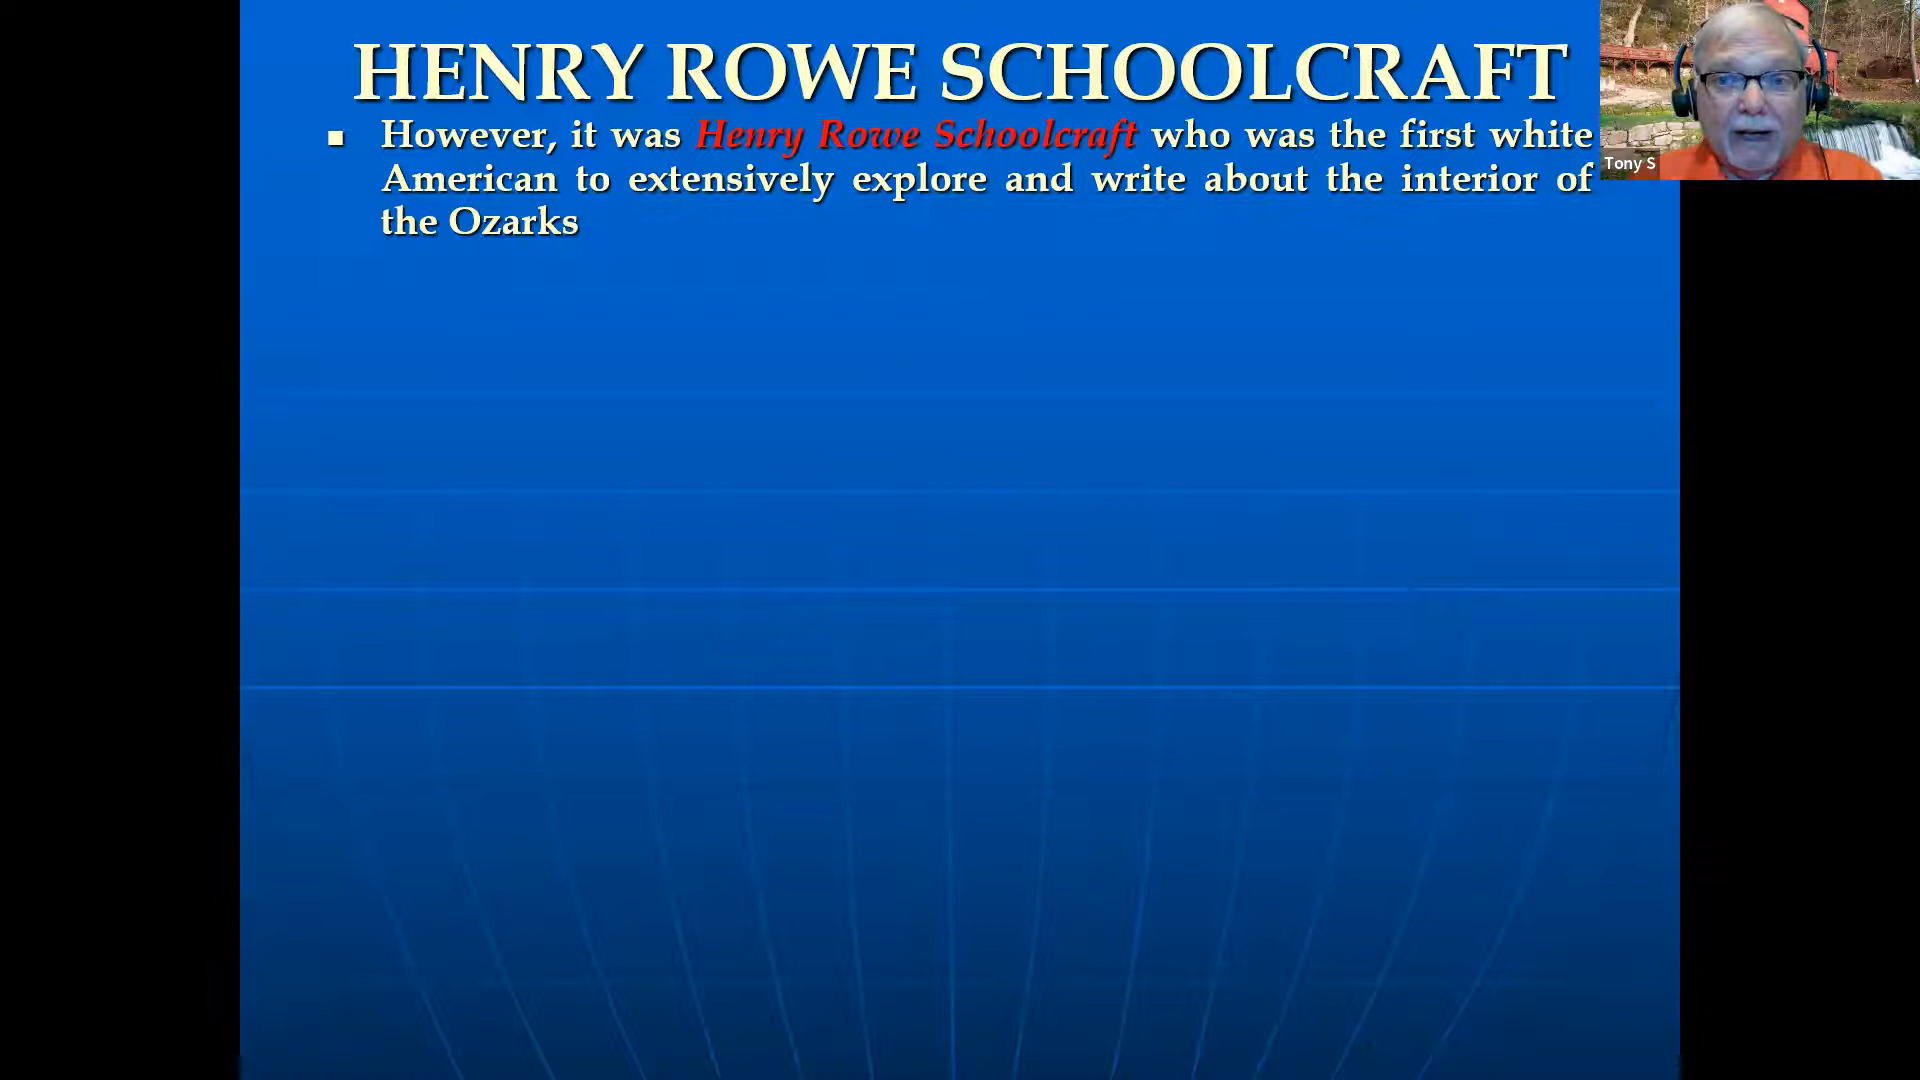 HENRY ROWE SCHOOLCRAFT
However, it was Henry Rowe Schoolcraft who was the first white
American to extensively explore and write about the interior of
the Ozarks
Tony S